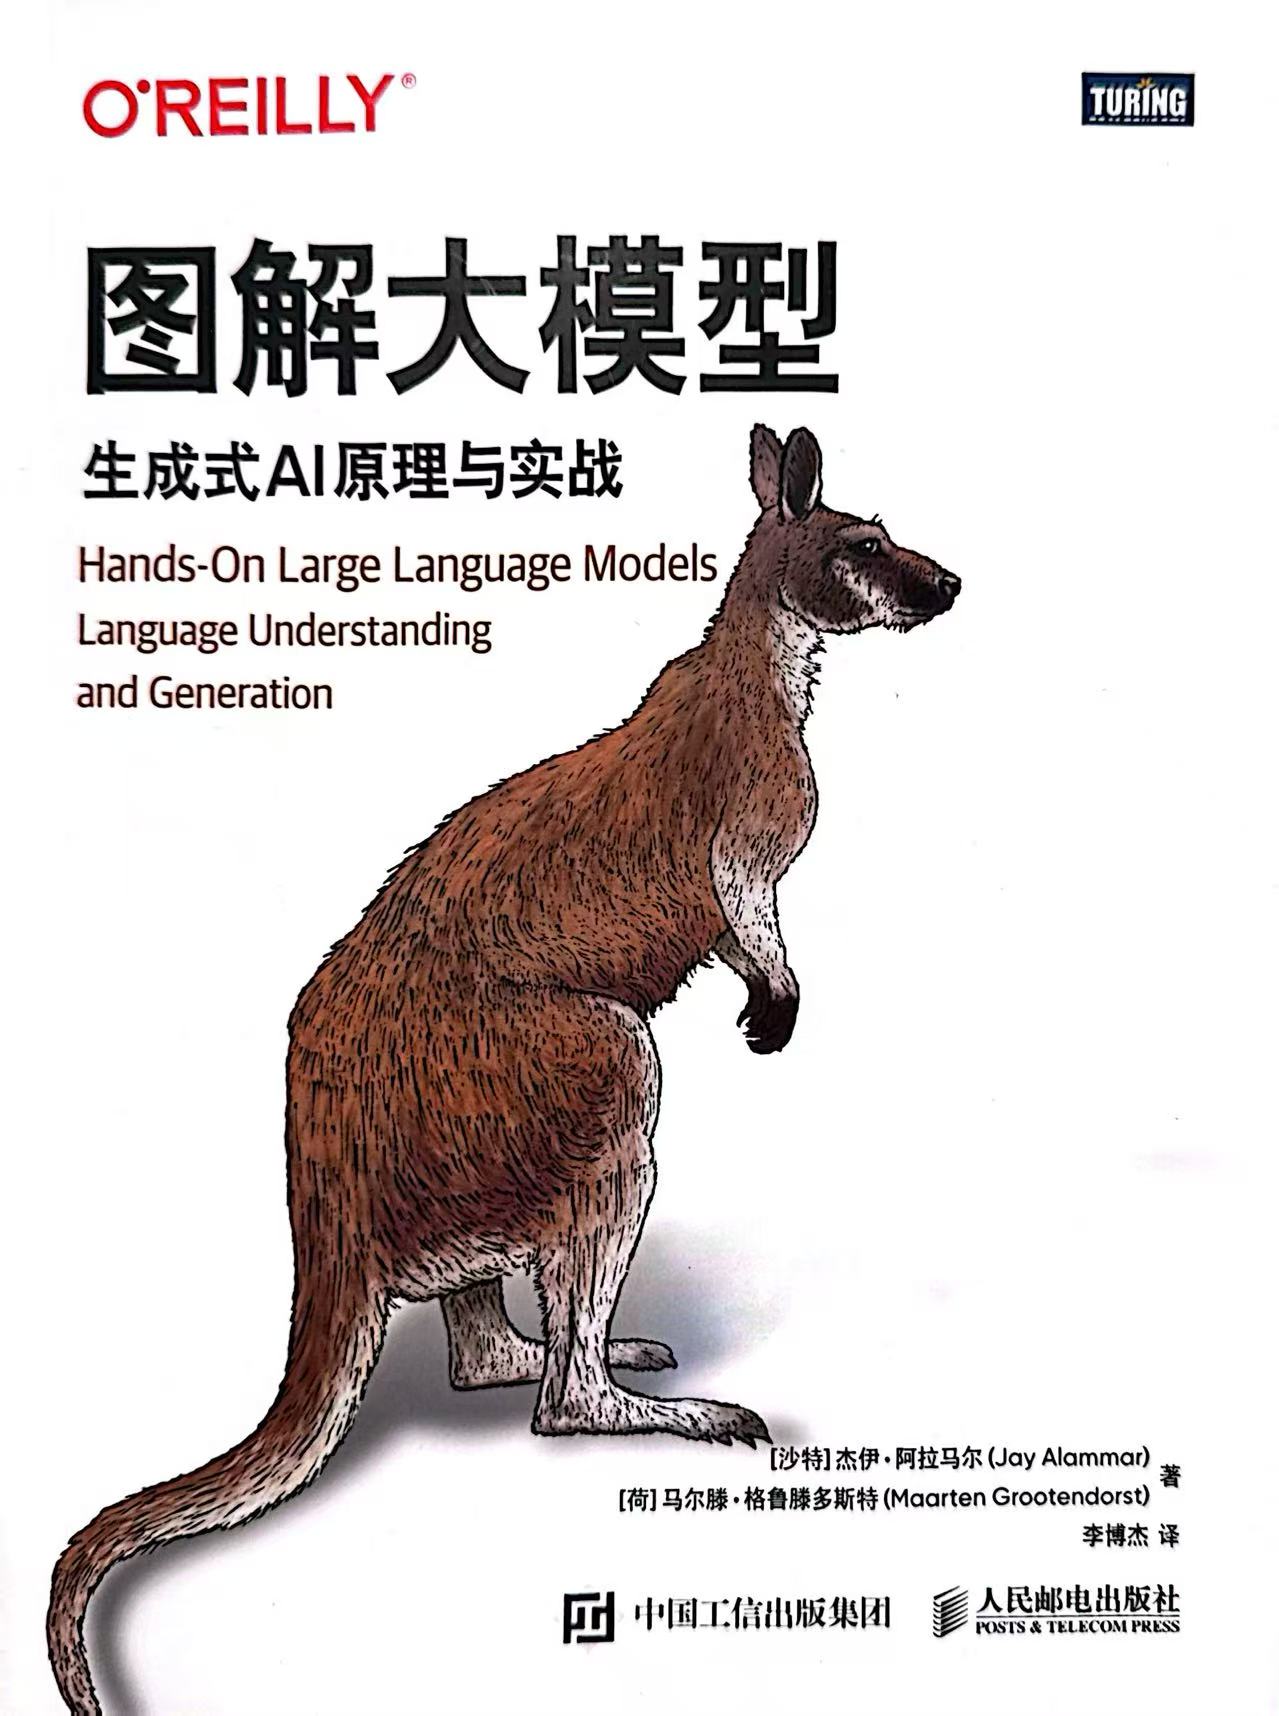 O'REILLY®
TURING
图解大模型
生成式AI原理与实战
Hands-On Large Language Models
Language Understanding
and Generation
[沙特]杰伊·阿拉马尔(Jay Alammar)
[荷]马尔滕·格鲁滕多斯特(Maarten Grootendorst)
著
李博杰 译
中国工信出版集团
人民邮电出版社
POSTS & TELECOM PRESS